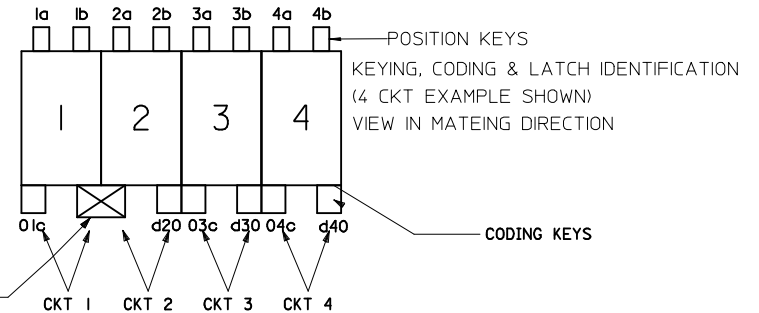 1a 1b 2a 2b 3a 3b 4a 4b
POSITION KEYS
KEYING, CODING & LATCH IDENTIFICATION
(4 CKT EXAMPLE SHOWN)
VIEW IN MATEING DIRECTION
1 2 3 4
01c d20 03c d30 04c d40
CODING KEYS
CKT 1 CKT 2 CKT 3 CKT 4